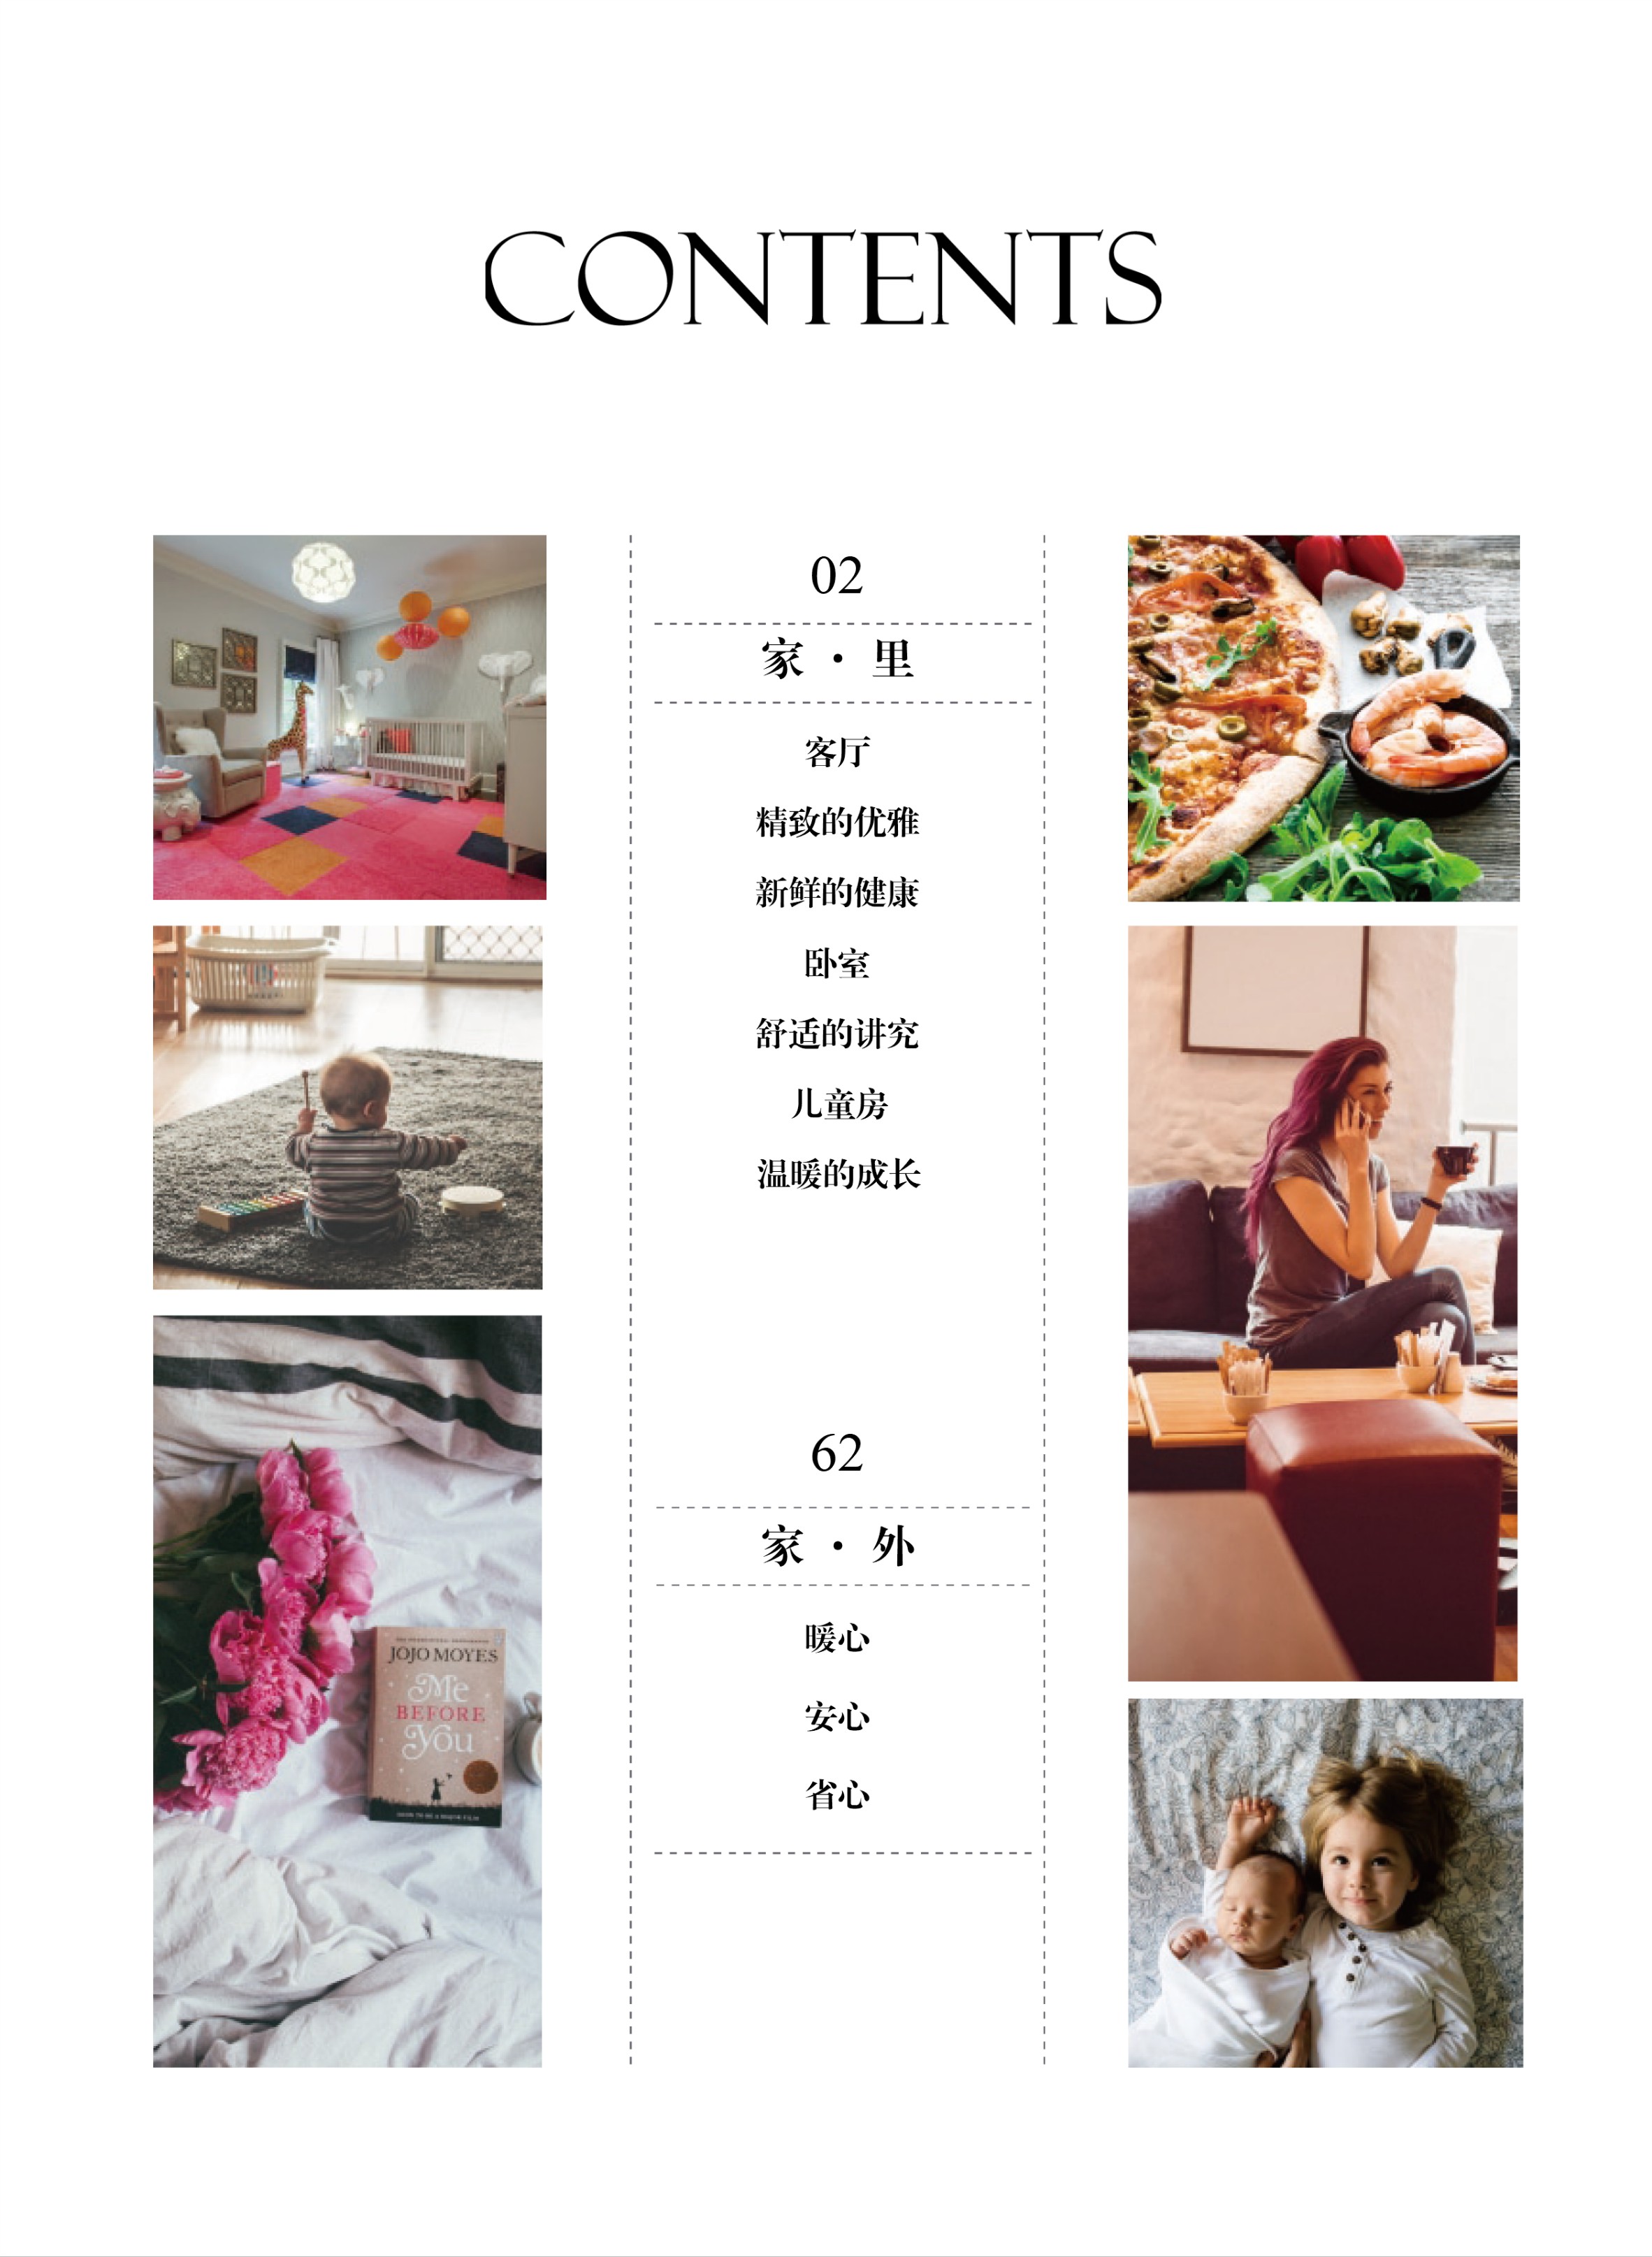 CONTENTS
02
家 · 里
客厅
精致的优雅
新鲜的健康
卧室
舒适的讲究
儿童房
温暖的成长
62
家 · 外
暖心
安心
省心
JOJO MOYES
Me
BEFORE
You